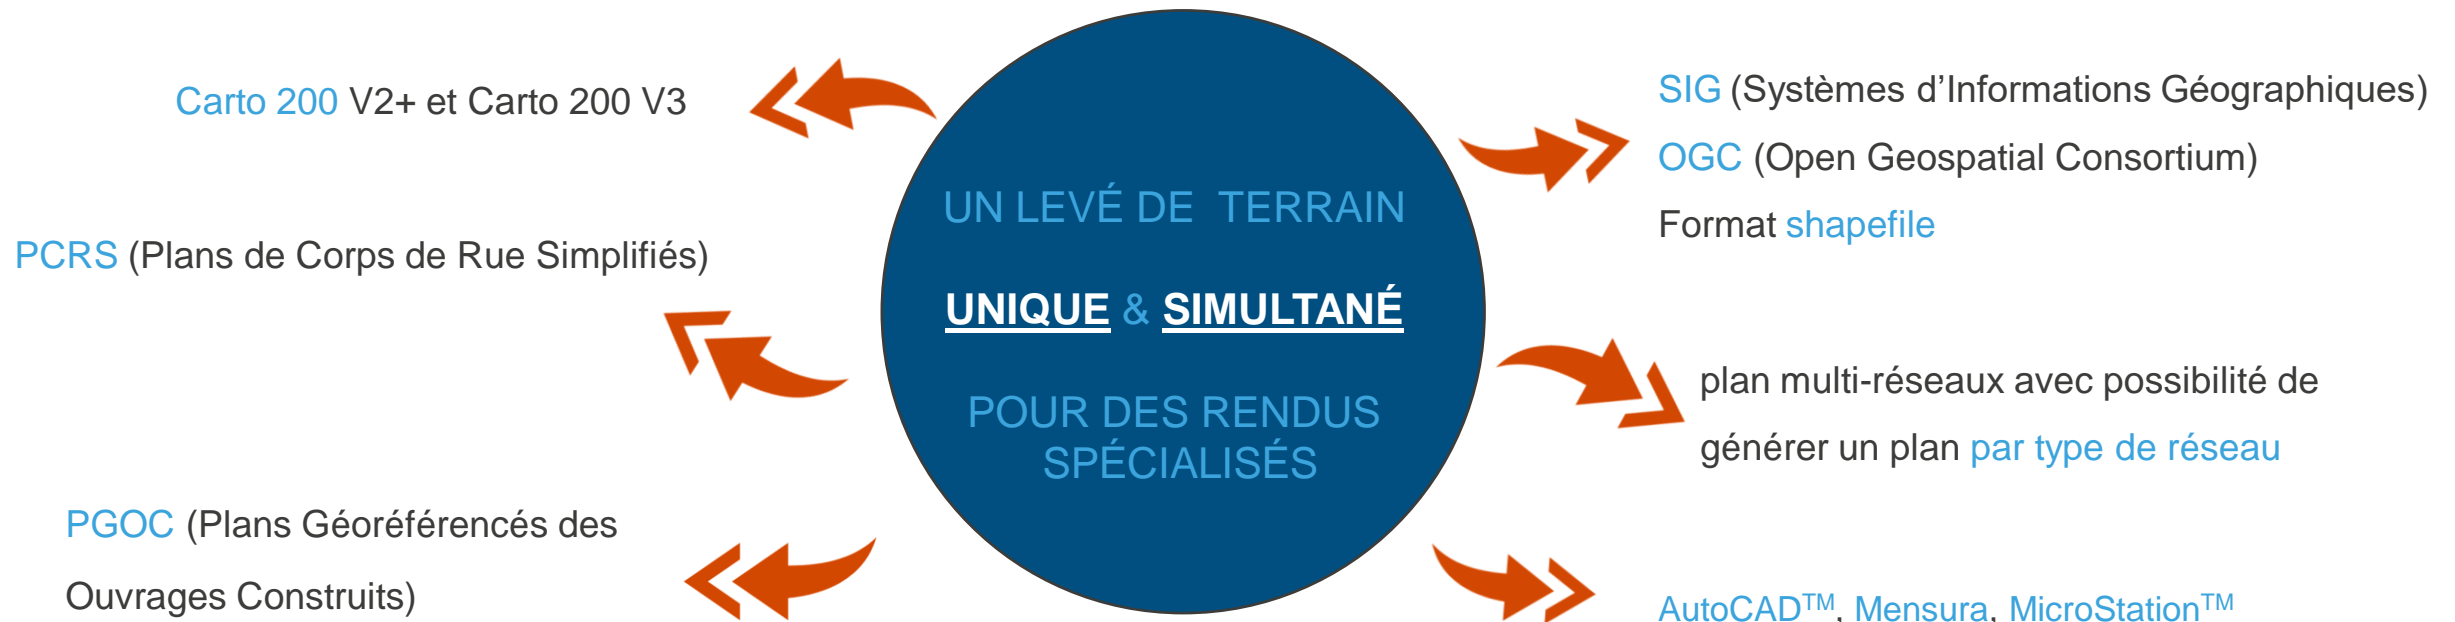 Carto 200 V2+ et Carto 200 V3
PCRS (Plans de Corps de Rue Simplifiés)
PGOC (Plans Géoréférencés des
Ouvrages Construits)
UN LEVÉ DE TERRAIN
UNIQUE & SIMULTANÉ
POUR DES RENDUS
SPÉCIALISÉS
SIG (Systèmes d’Informations Géographiques)
OGC (Open Geospatial Consortium)
Format shapefile
plan multi-réseaux avec possibilité de
générer un plan par type de réseau
AutoCAD™, Mensura, MicroStation™